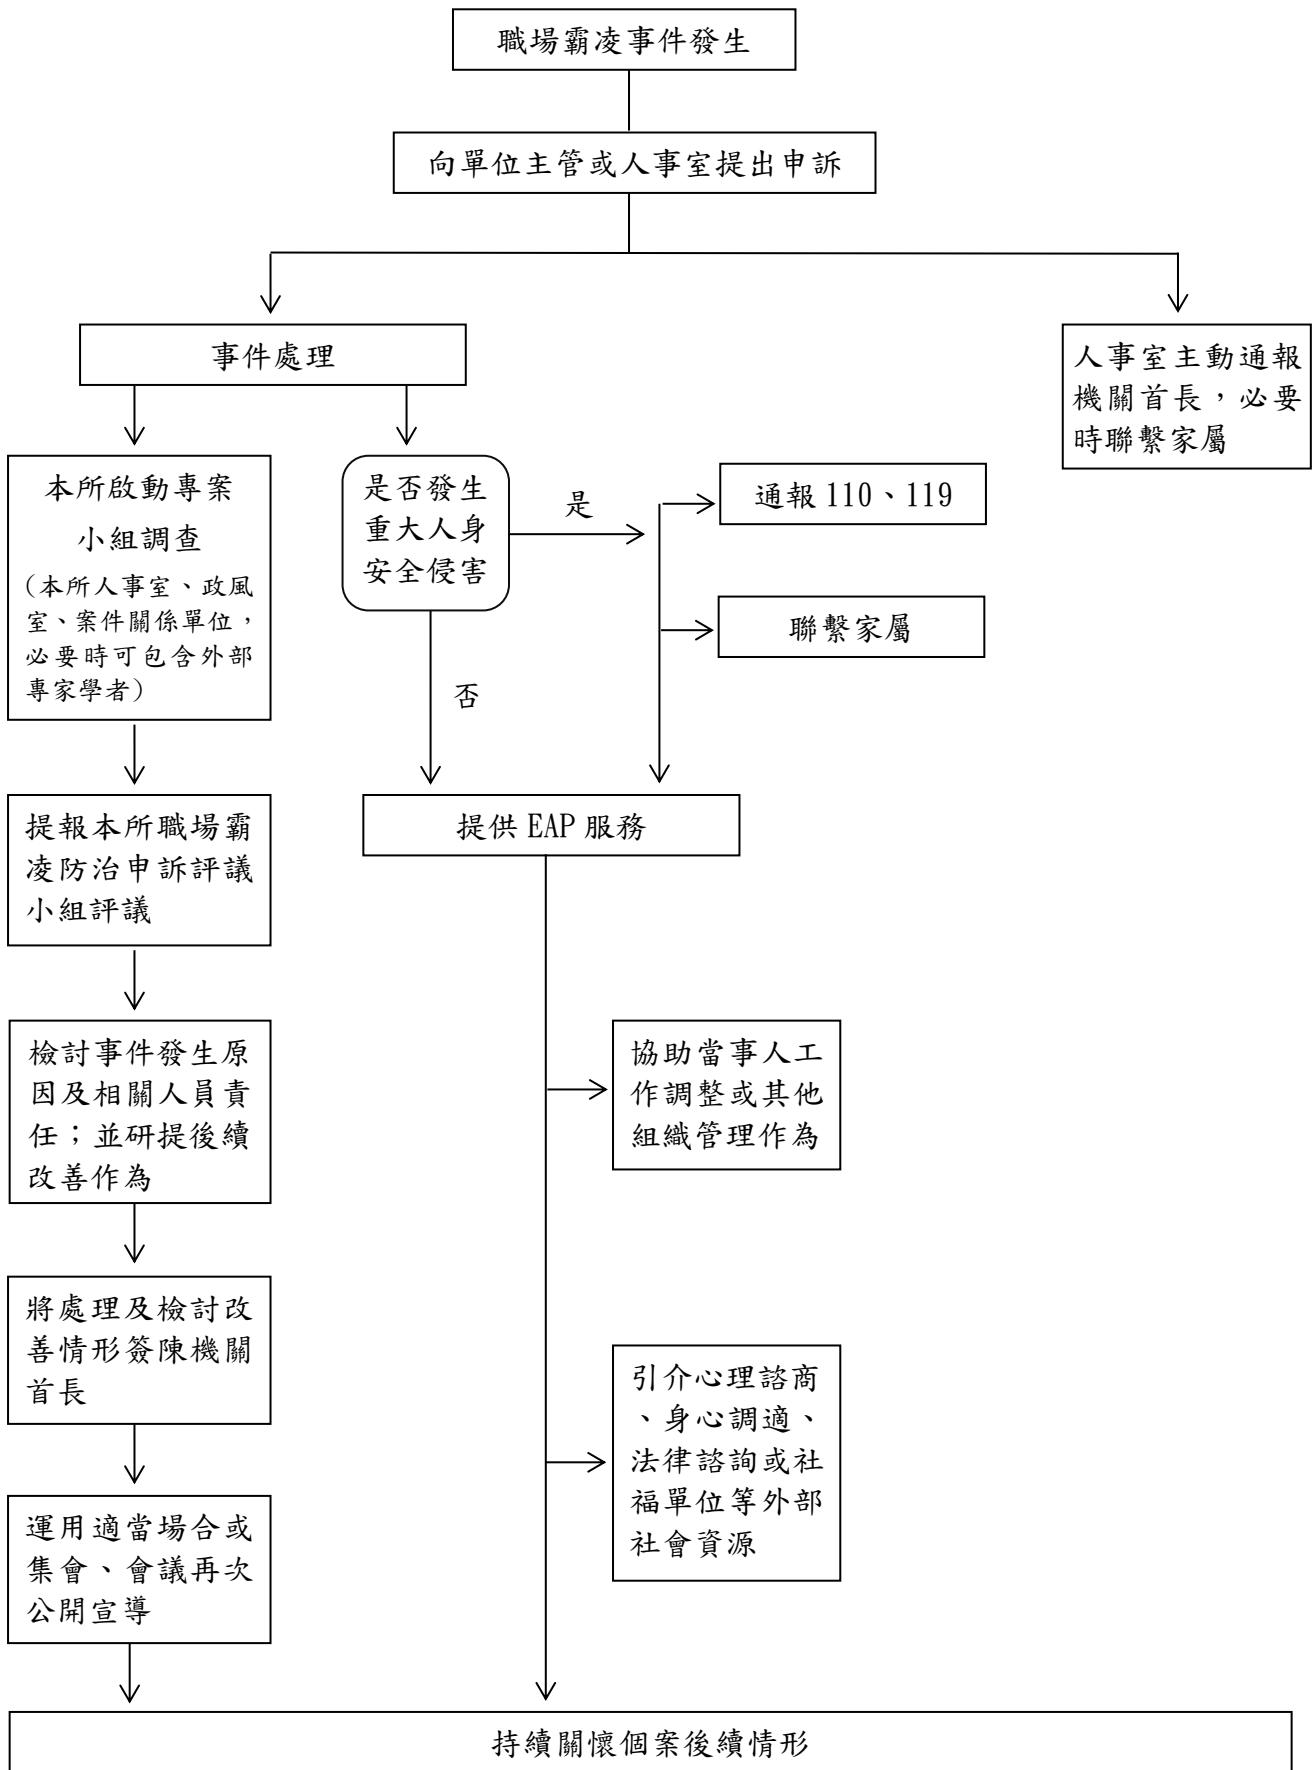 職場霸凌事件發生
向單位主管或人事室提出申訴
事件處理
人事室主動通報
機關首長，必要
時聯繫家屬
本所啟動專案
小組調查
（本所人事室、政風
室、案件關係單位，
必要時可包含外部
專家學者）
是否發生
重大人身
安全侵害
是
否
通報 110、119
聯繫家屬
提報本所職場霸
凌防治申訴評議
小組評議
提供 EAP 服務
檢討事件發生原
因及相關人員責
任；並研提後續
改善作為
協助當事人工
作調整或其他
組織管理作為
將處理及檢討改
善情形簽陳機關
首長
引介心理諮商
、身心調適、
法律諮詢或社
福單位等外部
社會資源
運用適當場合或
集會、會議再次
公開宣導
持續關懷個案後續情形